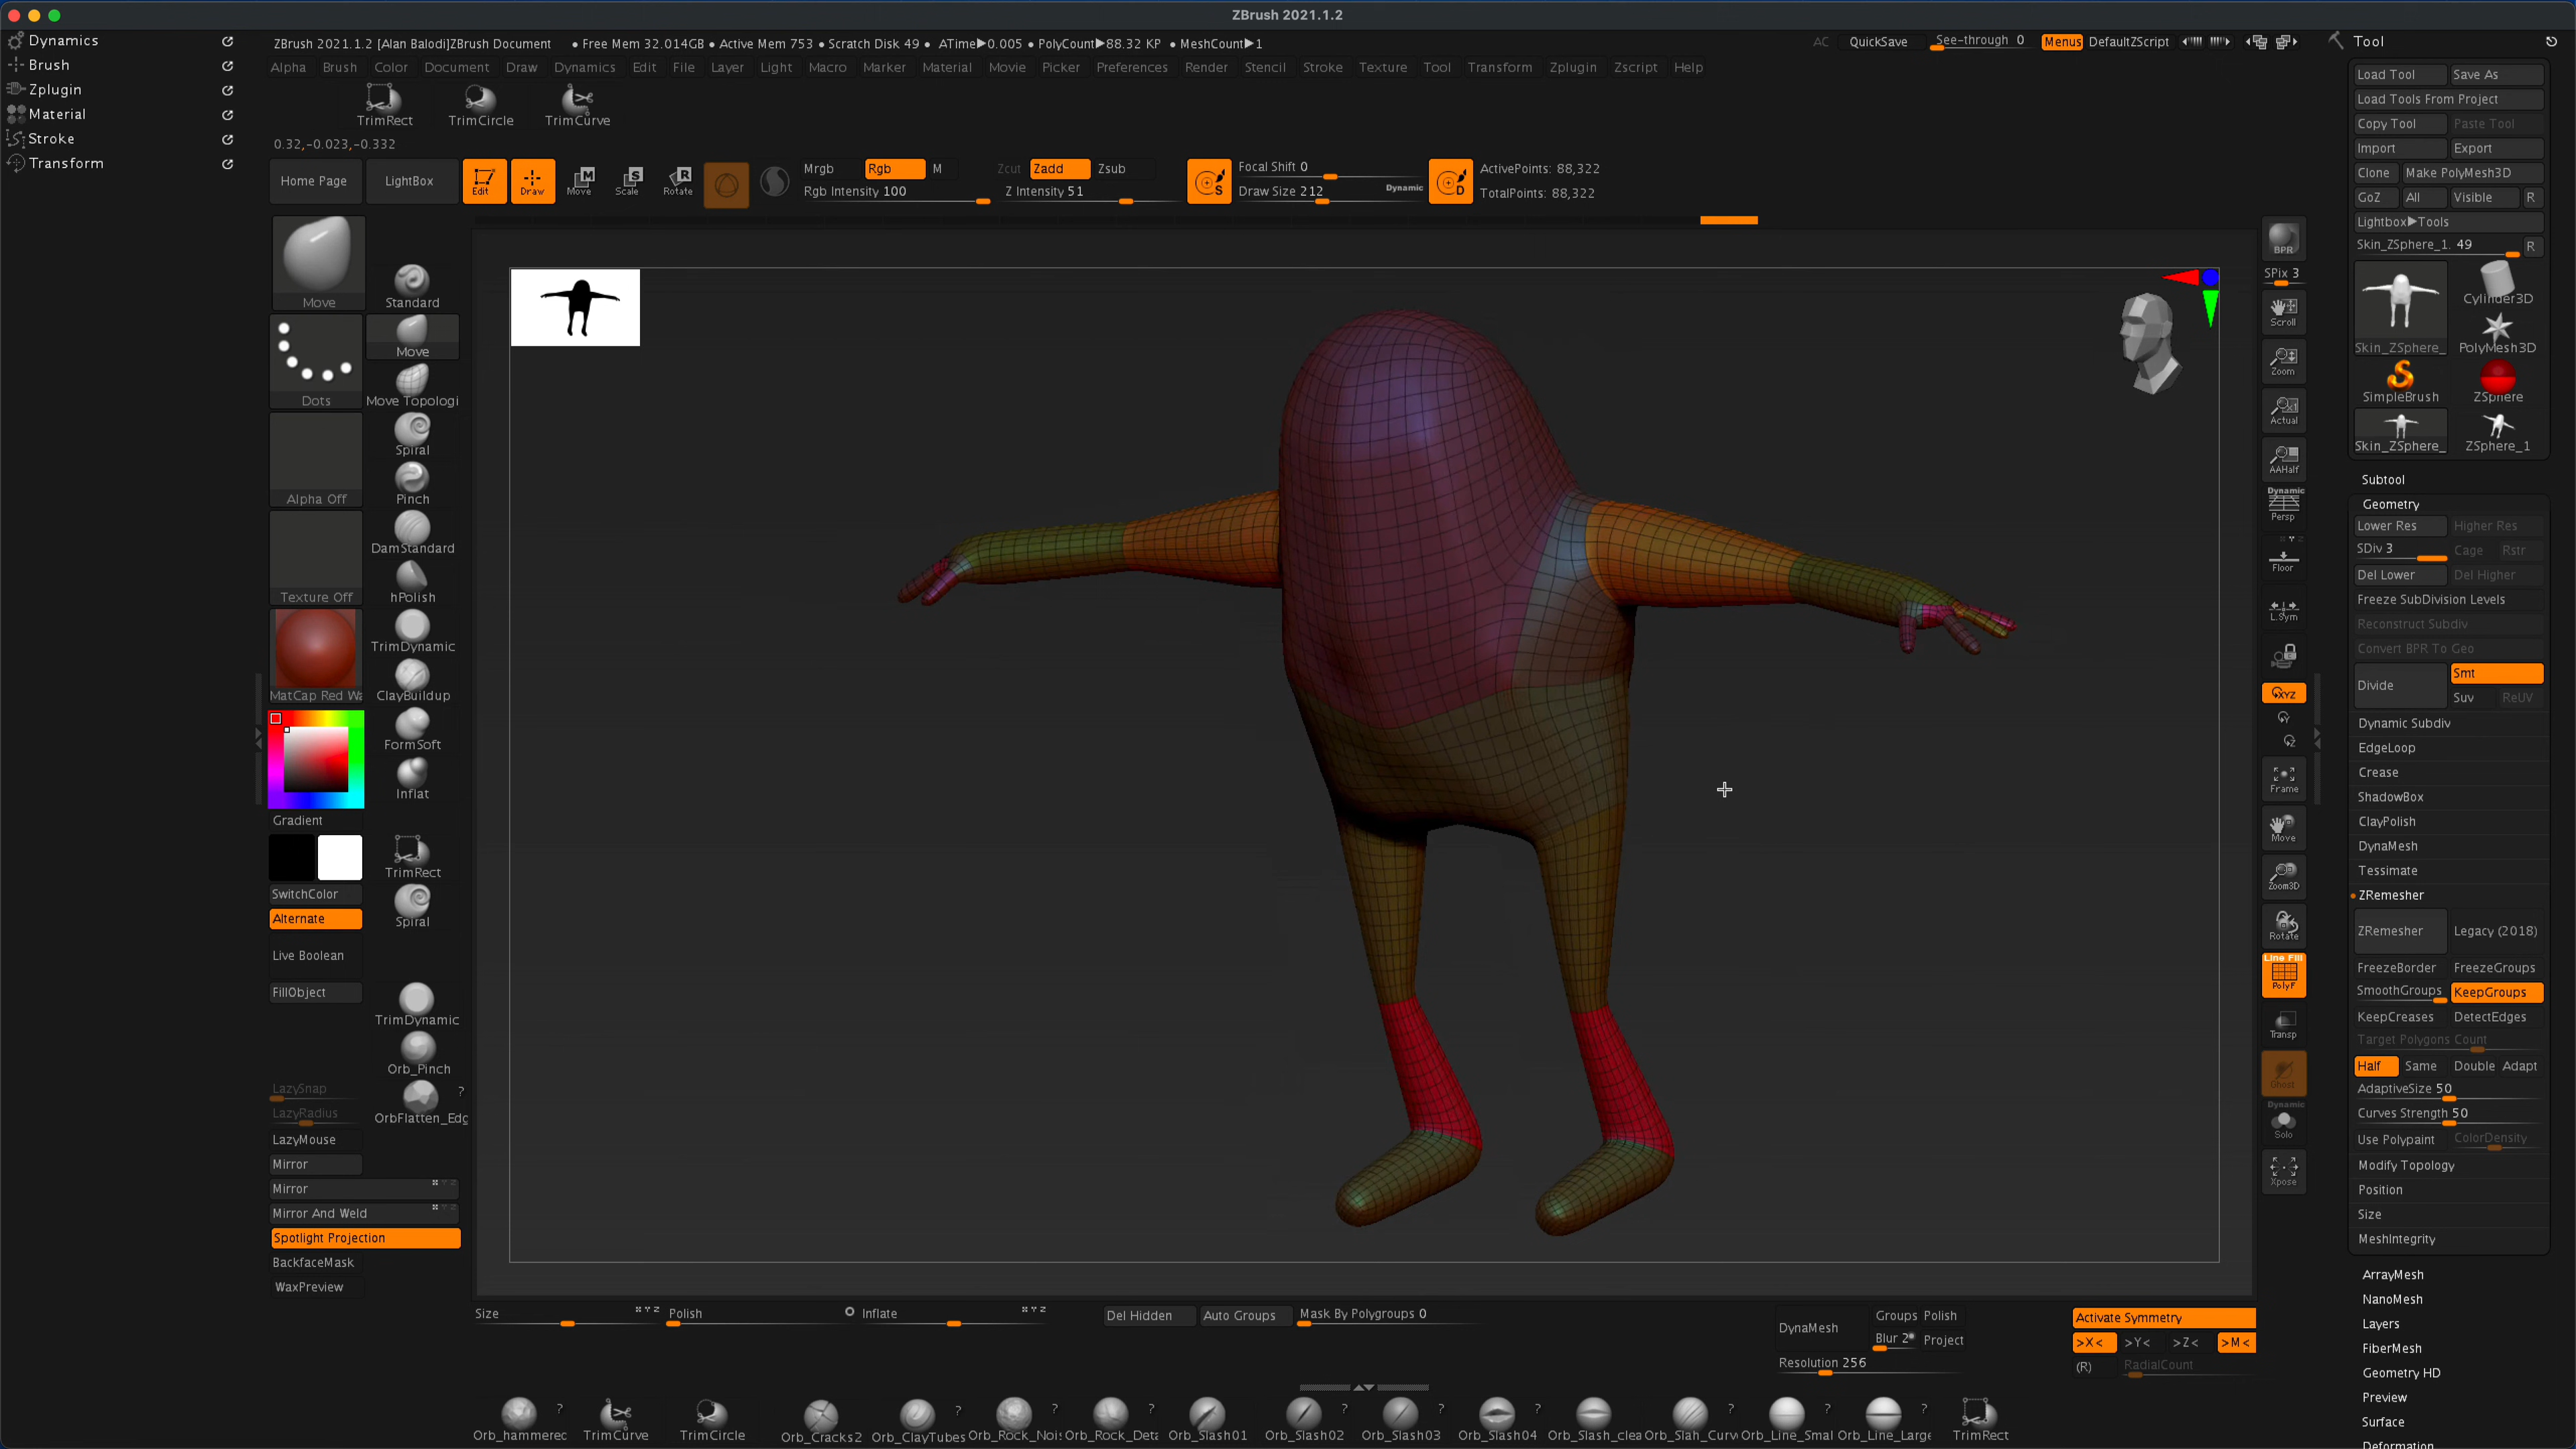 ZBrush 2021.1.2
Dynamics
Brush
Zplugin
Material
Stroke
Transform
ZBrush 2021.1.2 [Alan Balodi]ZBrush Document • Free Mem 32.014GB • Active Mem 753 • Scratch Disk 49 • ATime▶0.005 • PolyCount▶88.32 KP • MeshCount▶1
AC QuickSave See-through 0 Menus DefaultZScript
Alpha Brush Color Document Draw Dynamics Edit File Layer Light Macro Marker Material Movie Picker Preferences Render Stencil Stroke Texture Tool Transform Zplugin Zscript Help
TrimRect TrimCircle TrimCurve
0.32,-0.023,-0.332
Home Page LightBox Edit Draw Move Scale Rotate
Mrgb Rgb M Zcut Zadd Zsub
Rgb Intensity 100 Z Intensity 51
Focal Shift 0
Draw Size 212 Dynamic
ActivePoints: 88,322
TotalPoints: 88,322
Move
Dots
Alpha Off
Texture Off
MatCap Red Wa
Gradient
SwitchColor
Alternate
Live Boolean
FillObject
LazySnap
LazyRadius
LazyMouse
Mirror
Mirror
Mirror And Weld
Spotlight Projection
BackfaceMask
WaxPreview
Standard
Move
Move Topologi
Spiral
Pinch
DamStandard
hPolish
TrimDynamic
ClayBuildup
FormSoft
Inflat
TrimRect
Spiral
TrimDynamic
Orb_Pinch
OrbFlatten_Edg
?
BPR
SPix 3
Scroll
Zoom
Actual
AAHalf
Dynamic
Persp
Floor
L.Sym
XYZ
Frame
Move
Zoom3D
Rotate
Line Fill
PolyF
Transp
Ghost
Dynamic
Solo
Xpose
Tool
Load Tool Save As
Load Tools From Project
Copy Tool Paste Tool
Import Export
Clone Make PolyMesh3D
GoZ All Visible R
Lightbox▶Tools
Skin_ZSphere_1. 49 R
Skin_ZSphere_ Cylinder3D
PolyMesh3D
SimpleBrush ZSphere
Skin_ZSphere_ ZSphere_1
Subtool
Geometry
Lower Res Higher Res
SDiv 3 Cage Rstr
Del Lower Del Higher
Freeze SubDivision Levels
Reconstruct Subdiv
Convert BPR To Geo
Divide Smt
Suv ReUV
Dynamic Subdiv
EdgeLoop
Crease
ShadowBox
ClayPolish
DynaMesh
Tessimate
ZRemesher
ZRemesher Legacy (2018)
FreezeBorder FreezeGroups
SmoothGroups KeepGroups
KeepCreases DetectEdges
Target Polygons Count
Half Same Double Adapt
AdaptiveSize 50
Curves Strength 50
Use Polypaint ColorDensity
Modify Topology
Position
Size
MeshIntegrity
ArrayMesh
NanoMesh
Layers
FiberMesh
Geometry HD
Preview
Surface
Deformation
Size Polish Inflate Del Hidden Auto Groups Mask By Polygroups 0
DynaMesh Groups Polish
Blur 2 Project
Resolution 256
Activate Symmetry
>X< >Y< >Z< >M<
(R) RadialCount
Orb_hammerec ? TrimCurve TrimCircle Orb_Cracks2 Orb_ClayTubes ? Orb_Rock_Nois ? Orb_Rock_Deta ? Orb_Slash01 Orb_Slash02 ? Orb_Slash03 ? Orb_Slash04 ? Orb_Slash_clea Orb_Slah_Curv ? Orb_Line_Smal ? Orb_Line_Large ? TrimRect